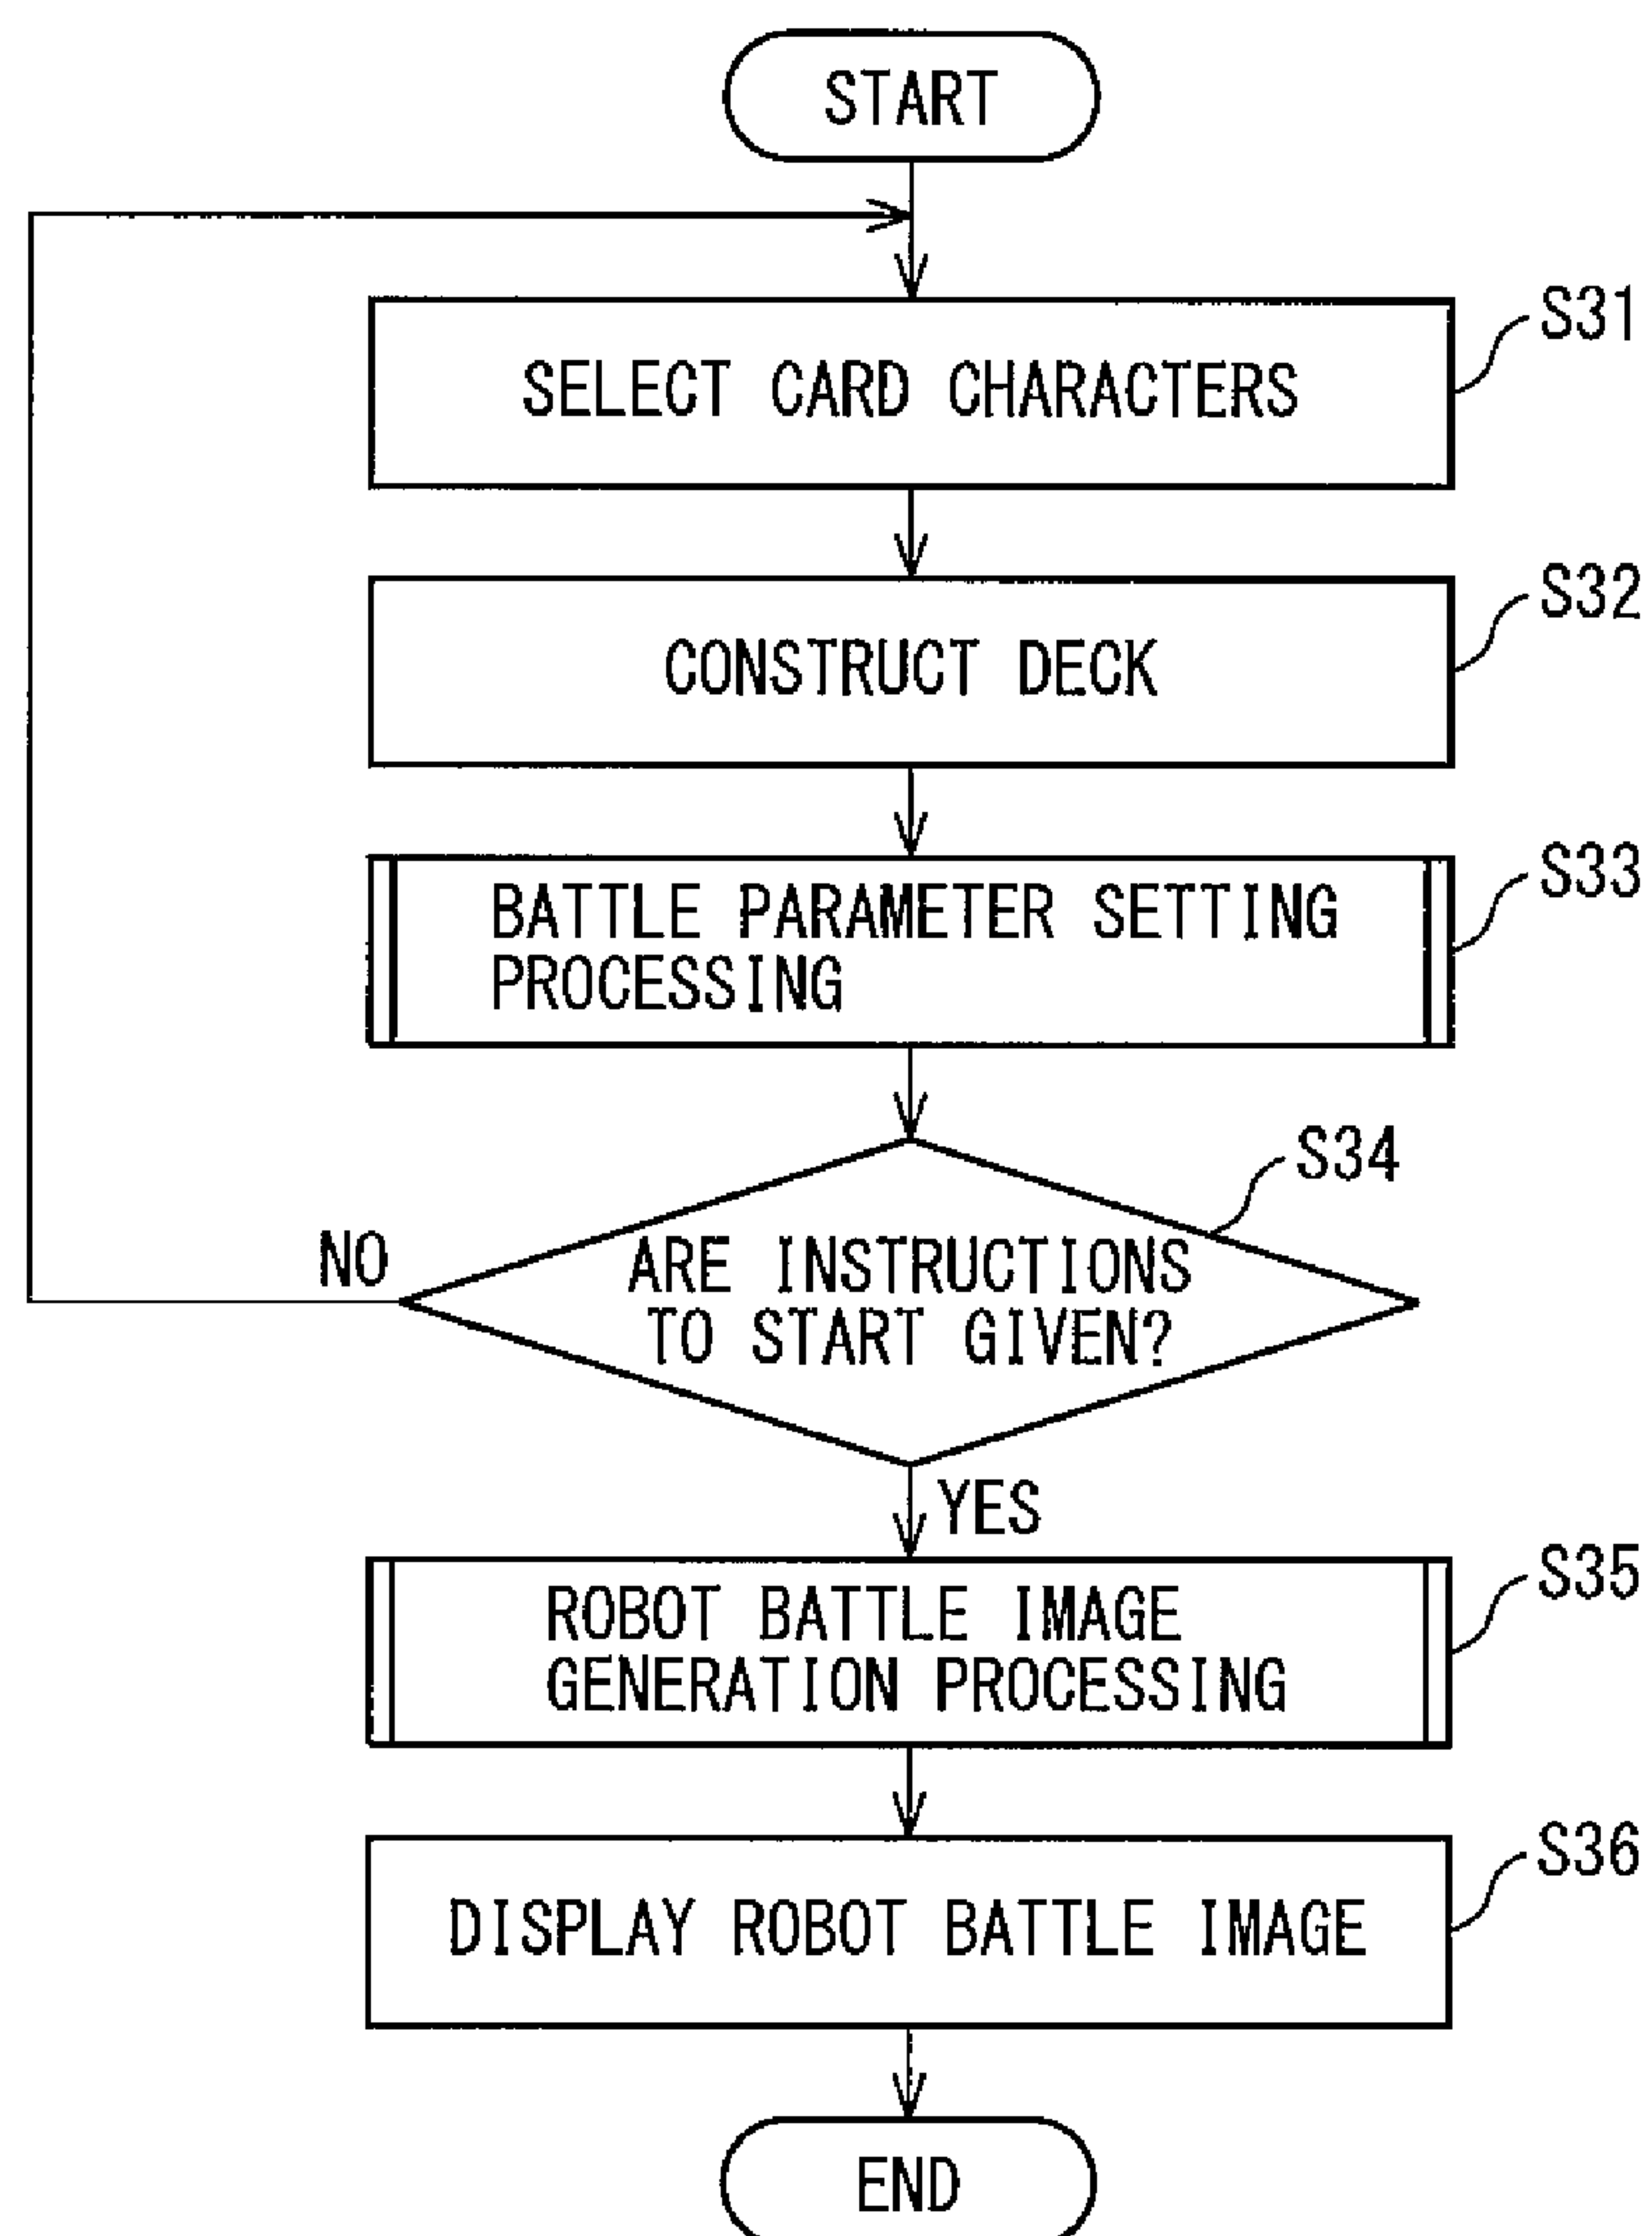 START
S31
SELECT CARD CHARACTERS
S32
CONSTRUCT DECK
S33
BATTLE PARAMETER SETTING
PROCESSING
S34
NO
ARE INSTRUCTIONS
TO START GIVEN?
YES
S35
ROBOT BATTLE IMAGE
GENERATION PROCESSING
S36
DISPLAY ROBOT BATTLE IMAGE
END